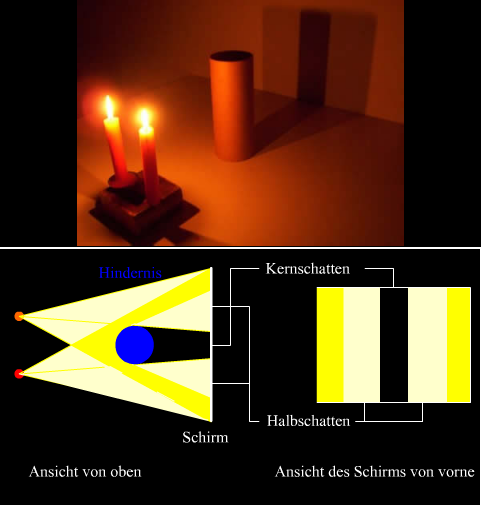 Hindernis
Kernschatten
Halbschatten
Schirm
Ansicht von oben
Ansicht des Schirms von vorne